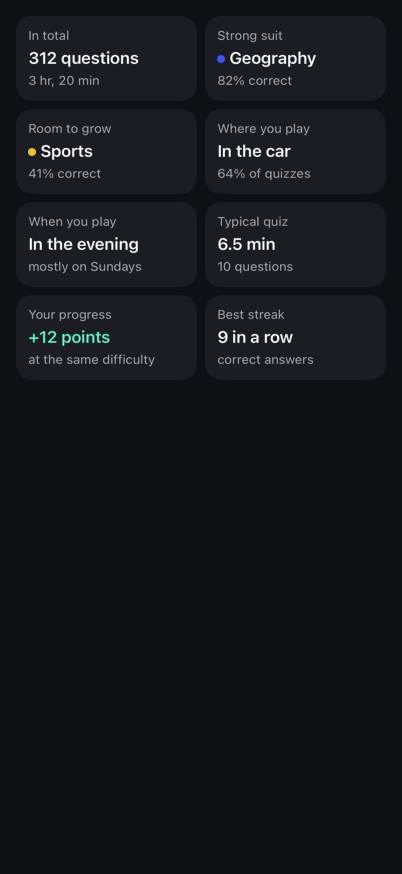 In total
312 questions
3 hr, 20 min
Strong suit
Geography
82% correct
Room to grow
Sports
41% correct
Where you play
In the car
64% of quizzes
When you play
In the evening
mostly on Sundays
Typical quiz
6.5 min
10 questions
Your progress
+12 points
at the same difficulty
Best streak
9 in a row
correct answers